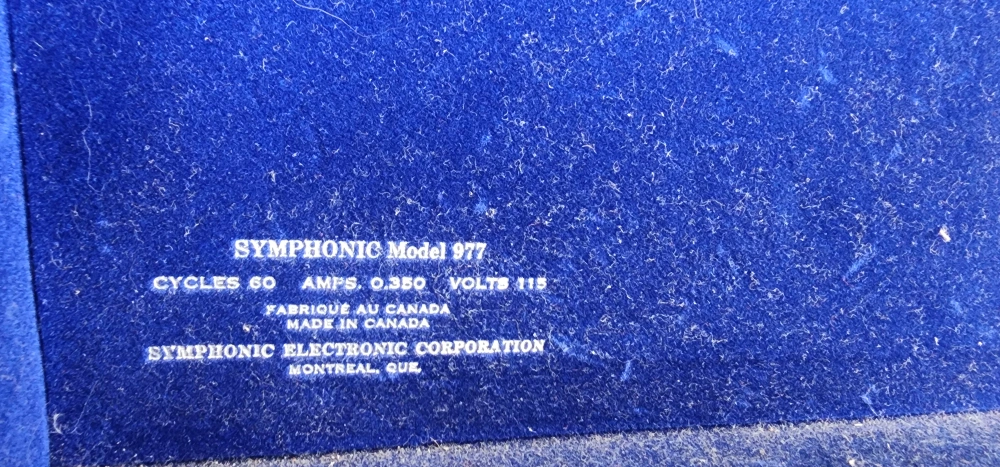 SYMPHONIC Model 977
CYCLES 60 AMPS. 0.350 VOLTS 115
FABRIQUÉ AU CANADA
MADE IN CANADA
SYMPHONIC ELECTRONIC CORPORATION
MONTREAL, QUE.